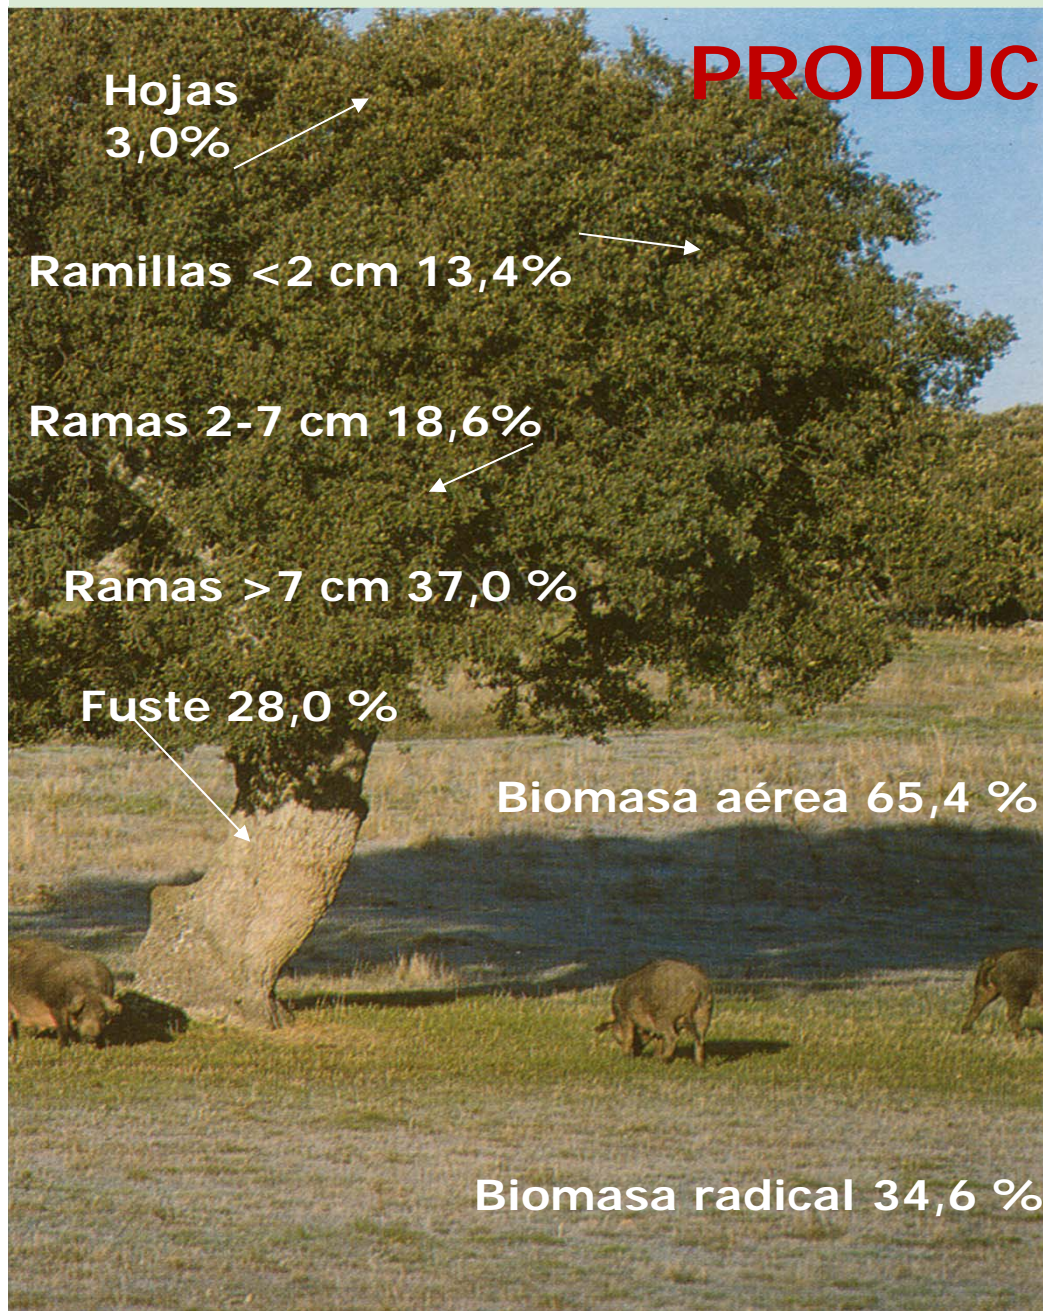 PRODUC
Hojas
3,0%
Ramillas <2 cm 13,4%
Ramas 2-7 cm 18,6%
Ramas >7 cm 37,0 %
Fuste 28,0 %
Biomasa aérea 65,4 %
Biomasa radical 34,6 %